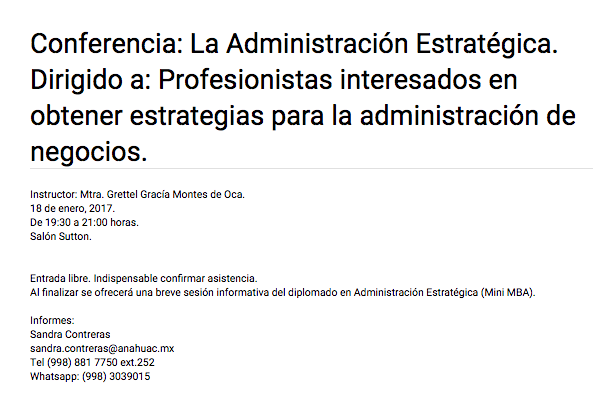 Conferencia: La Administración Estratégica.
Dirigido a: Profesionistas interesados en
obtener estrategias para la administración de
negocios.
Instructor: Mtra. Grettel Gracía Montes de Oca.
18 de enero, 2017.
De 19:30 a 21:00 horas.
Salón Sutton.
Entrada libre. Indispensable confirmar asistencia.
Al finalizar se ofrecerá una breve sesión informativa del diplomado en Administración Estratégica (Mini MBA).
Informes:
Sandra Contreras
sandra.contreras@anahuac.mx
Tel (998) 881 7750 ext.252
Whatsapp: (998) 3039015